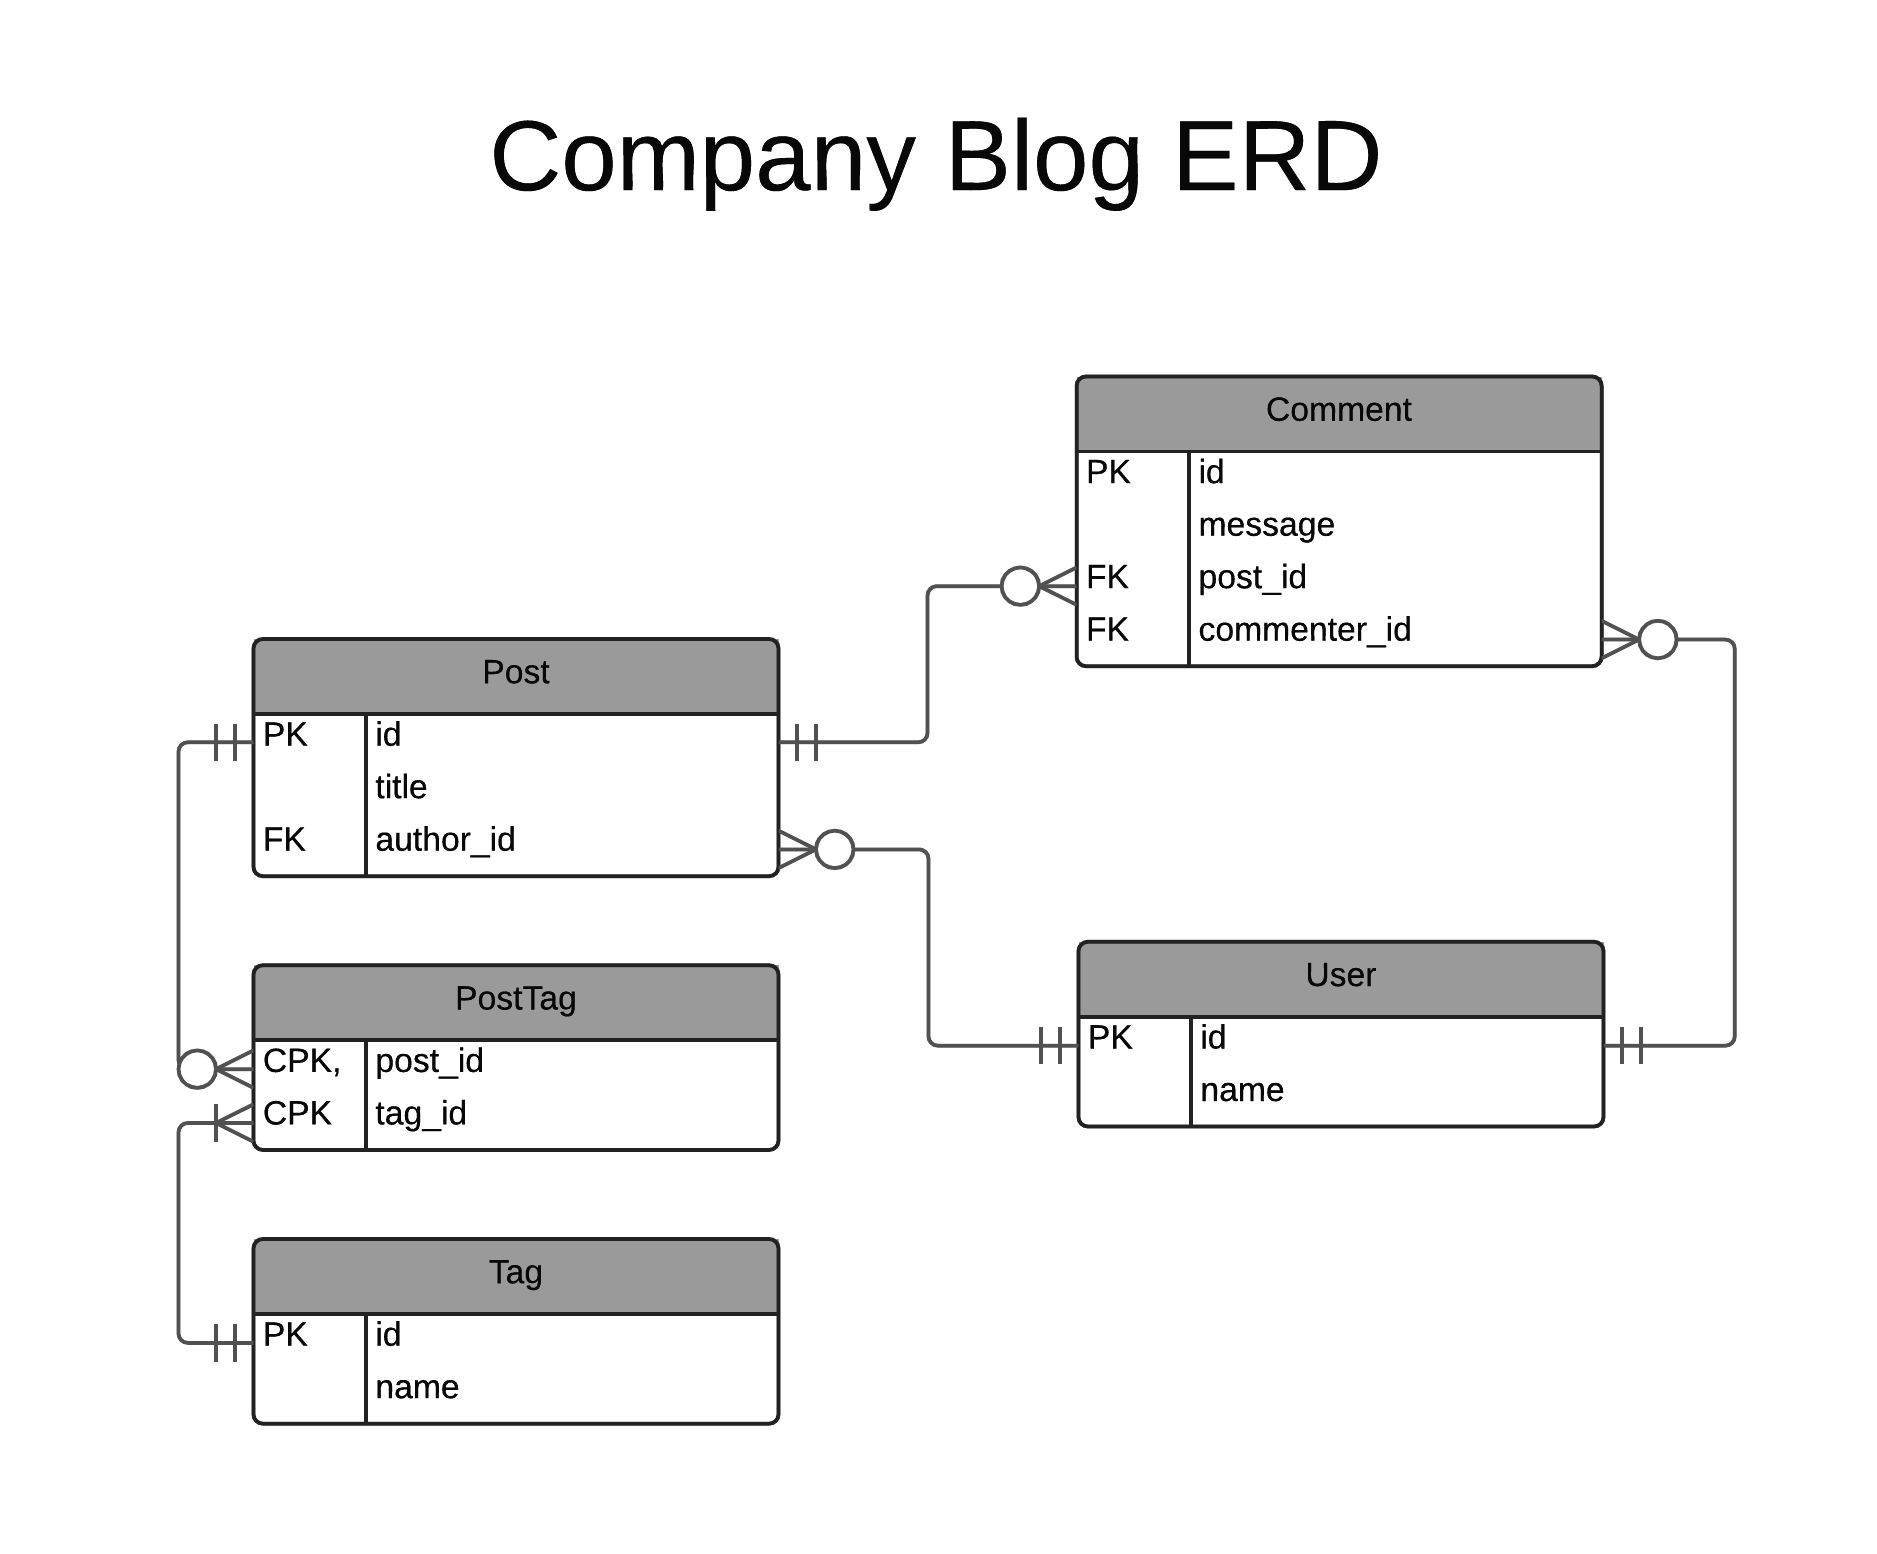 Company Blog ERD
Comment
PK id
message
FK post_id
FK commenter_id
Post
PK id
title
FK author_id
PostTag
CPK, post_id
CPK tag_id
User
PK id
name
Tag
PK id
name